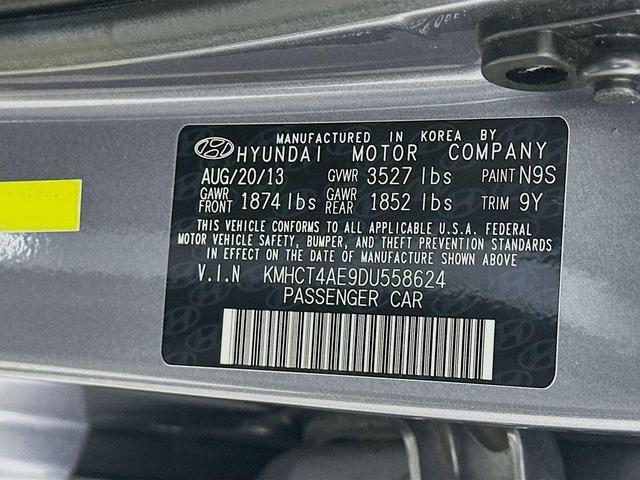 MANUFACTURED IN KOREA BY
HYUNDAI MOTOR COMPANY
AUG/20/13 GVWR 3527 lbs PAINT N9S
GAWR FRONT 1874 lbs GAWR REAR 1852 lbs TRIM 9Y
THIS VEHICLE CONFORMS TO ALL APPLICABLE U.S.A. FEDERAL
MOTOR VEHICLE SAFETY, BUMPER, AND THEFT PREVENTION STANDARDS
IN EFFECT ON THE DATE OF MANUFACTURE SHOWN ABOVE
V.I.N KMHCT4AE9DU558624
PASSENGER CAR